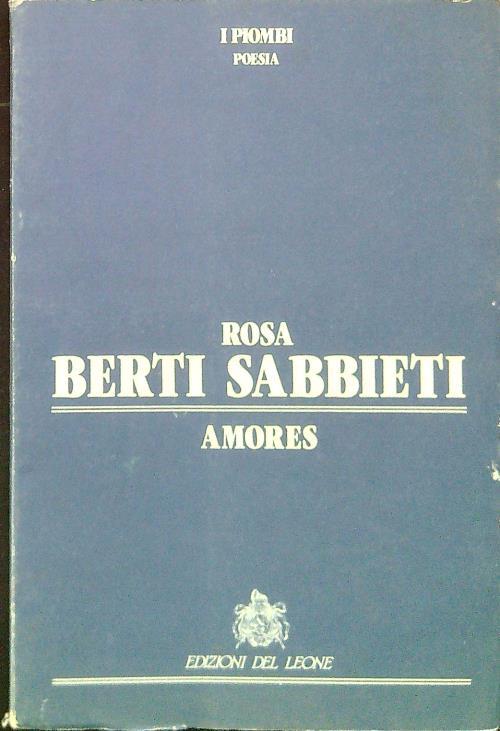 I PIOMBI
POESIA
ROSA
BERTI SABBIETI
AMORES
EDIZIONI DEL LEONE